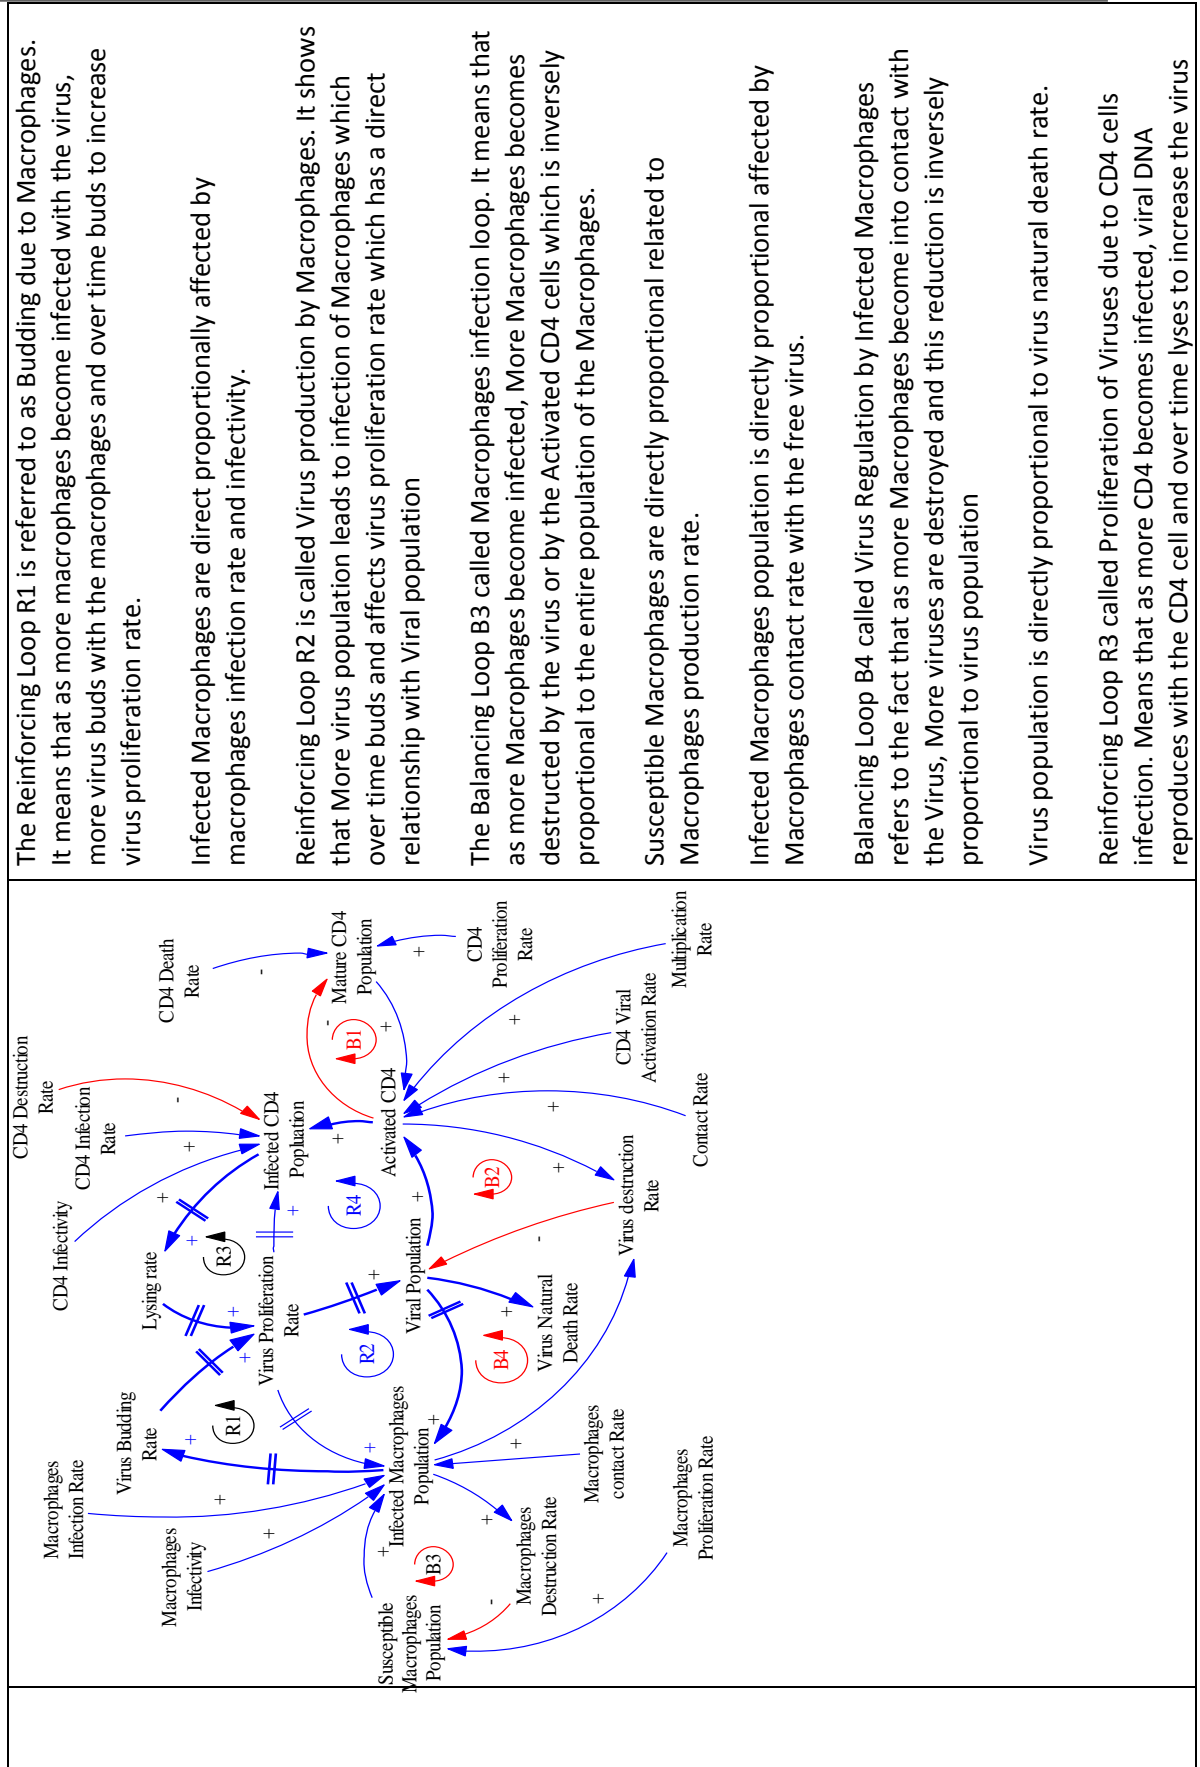 Macrophages
Infection Rate
Virus Budding
Rate
Macrophages
Infectivity
CD4 Infectivity
CD4 Infection
Rate
CD4 Destruction
Rate
Lysing rate
CD4 Death
Rate
R1
R3
Virus Proliferation
Rate
Infected CD4
Popluation
Mature CD4
Population
Susceptible
Macrophages
Population
Infected Macrophages
Population
R2
R4
B1
Viral Population
Activated CD4
B3
B4
B2
CD4
Proliferation
Rate
Macrophages
Destruction Rate
Virus Natural
Death Rate
Macrophages
contact Rate
Virus destruction
Rate
CD4 Viral
Activation Rate
Macrophages
Proliferation Rate
Contact Rate
Multiplication
Rate
The Reinforcing Loop R1 is referred to as Budding due to Macrophages.
It means that as more macrophages become infected with the virus,
more virus buds with the macrophages and over time buds to increase
virus proliferation rate.
Infected Macrophages are direct proportionally affected by
macrophages infection rate and infectivity.
Reinforcing Loop R2 is called Virus production by Macrophages. It shows
that More virus population leads to infection of Macrophages which
over time buds and affects virus proliferation rate which has a direct
relationship with Viral population
The Balancing Loop B3 called Macrophages infection loop. It means that
as more Macrophages become infected, More Macrophages becomes
destructed by the virus or by the Activated CD4 cells which is inversely
proportional to the entire population of the Macrophages.
Susceptible Macrophages are directly proportional related to
Macrophages production rate.
Infected Macrophages population is directly proportional affected by
Macrophages contact rate with the free virus.
Balancing Loop B4 called Virus Regulation by Infected Macrophages
refers to the fact that as more Macrophages become into contact with
the Virus, More viruses are destroyed and this reduction is inversely
proportional to virus population
Virus population is directly proportional to virus natural death rate.
Reinforcing Loop R3 called Proliferation of Viruses due to CD4 cells
infection. Means that as more CD4 becomes infected, viral DNA
reproduces with the CD4 cell and over time lyses to increase the virus